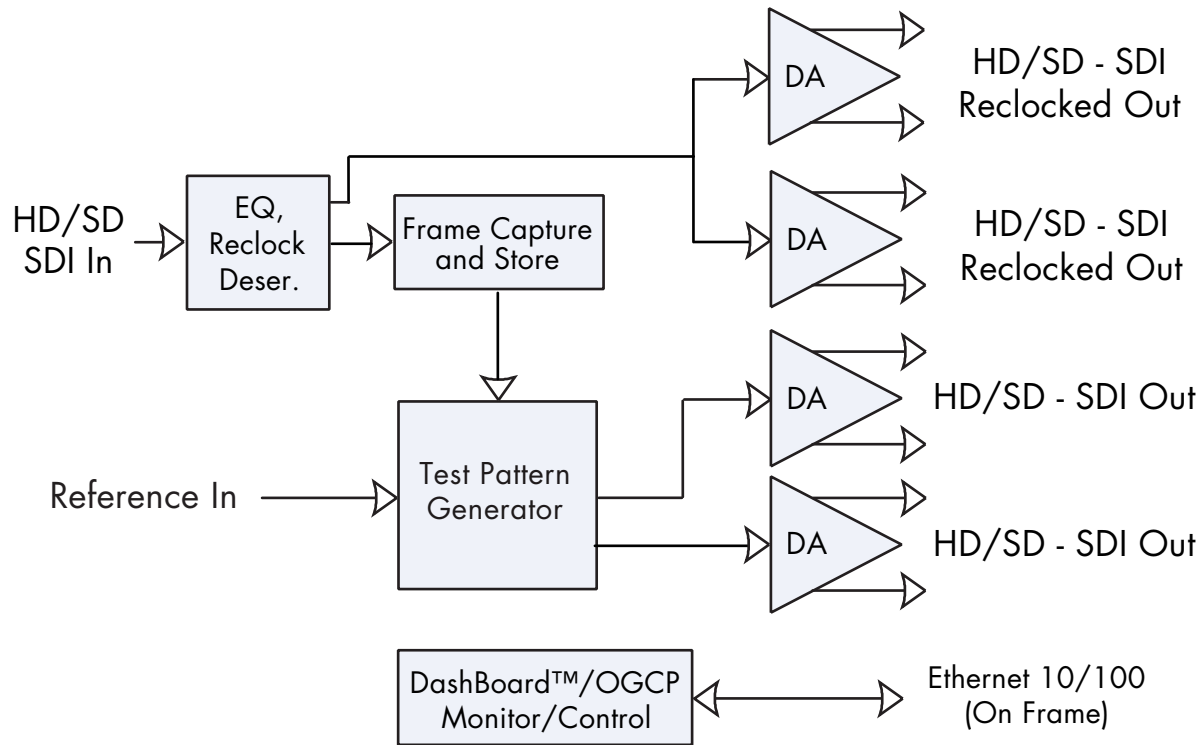 DA
HD/SD - SDI
Reclocked Out
HD/SD
SDI In
EQ,
Reclock
Deser.
Frame Capture
and Store
DA
HD/SD - SDI
Reclocked Out
DA
HD/SD - SDI Out
Reference In
Test Pattern
Generator
DA
HD/SD - SDI Out
DashBoard™/OGCP
Monitor/Control
Ethernet 10/100
(On Frame)